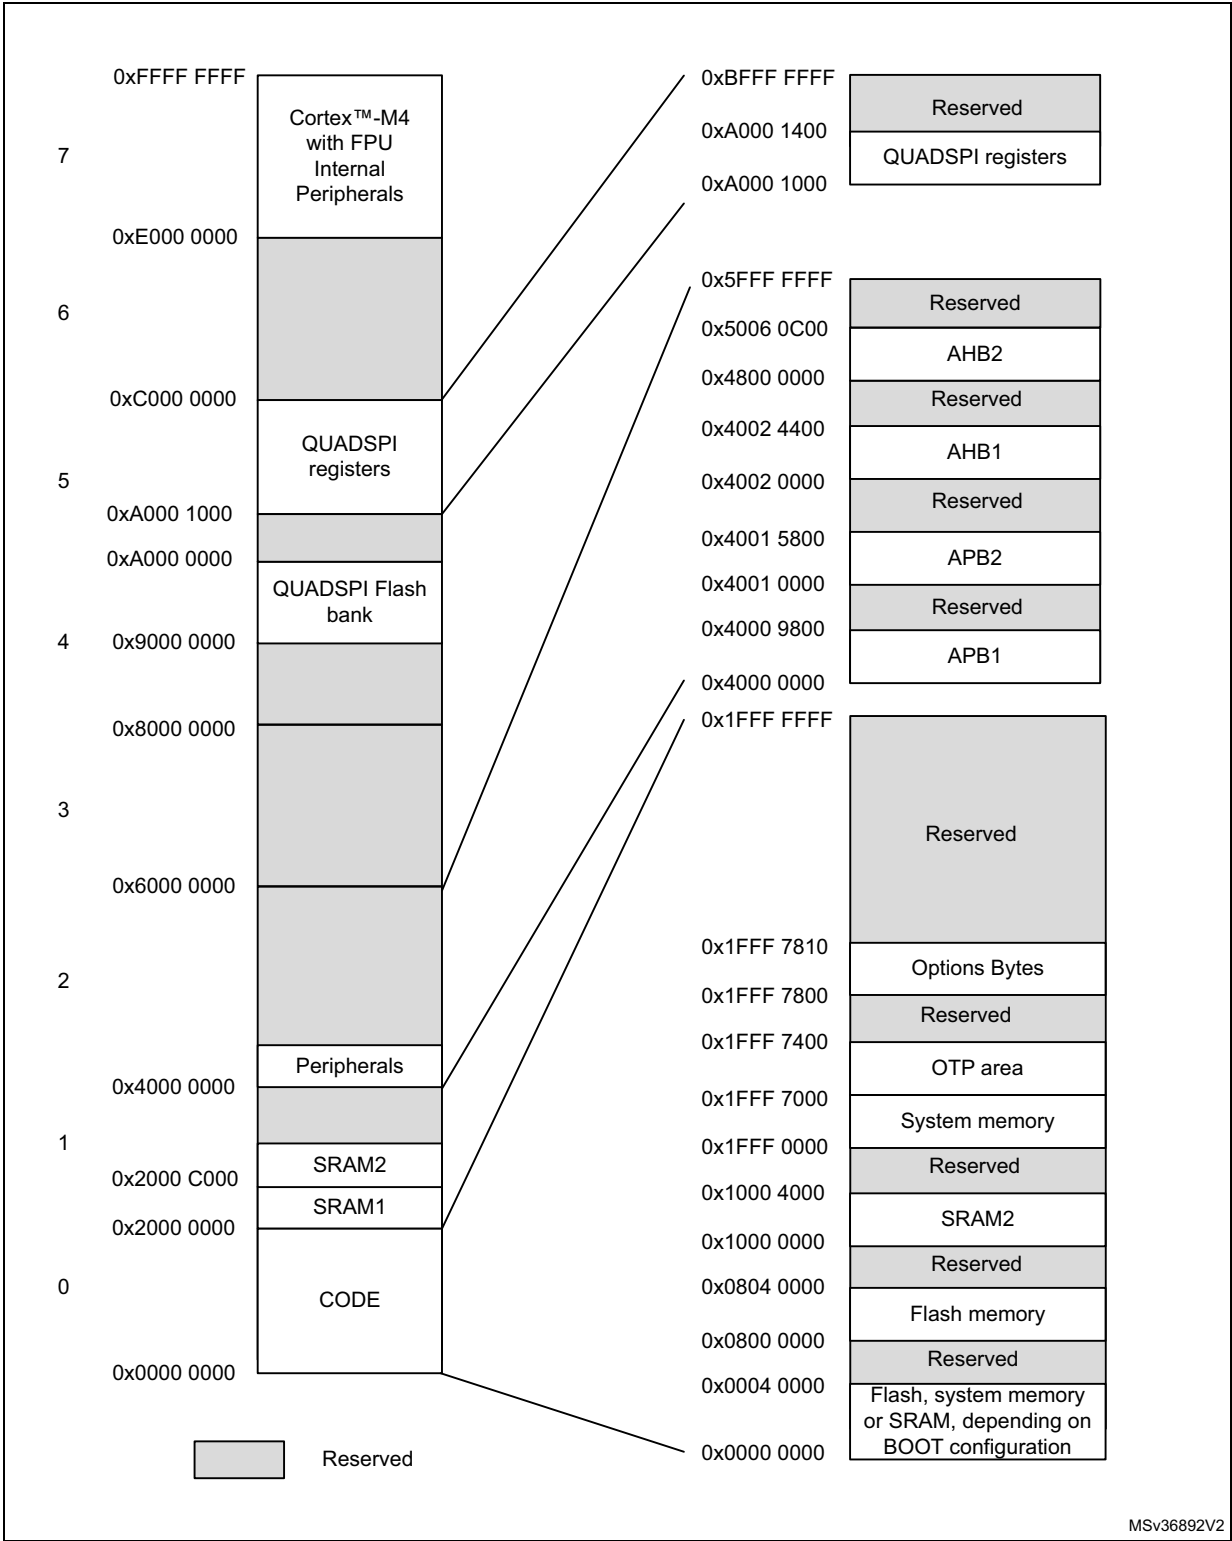 0xFFFF FFFF
Cortex™-M4
with FPU
Internal
Peripherals
7
0xE000 0000
6
0xC000 0000
QUADSPI
registers
5
0xA000 1000
0xA000 0000
QUADSPI Flash
bank
4
0x9000 0000
0x8000 0000
3
0x6000 0000
2
Peripherals
0x4000 0000
1
SRAM2
0x2000 C000
SRAM1
0x2000 0000
0
CODE
0x0000 0000
Reserved
0xBFFF FFFF
Reserved
0xA000 1400
QUADSPI registers
0xA000 1000
0x5FFF FFFF
Reserved
0x5006 0C00
AHB2
0x4800 0000
Reserved
0x4002 4400
AHB1
0x4002 0000
Reserved
0x4001 5800
APB2
0x4001 0000
Reserved
0x4000 9800
APB1
0x4000 0000
0x1FFF FFFF
Reserved
0x1FFF 7810
Options Bytes
0x1FFF 7800
Reserved
0x1FFF 7400
OTP area
0x1FFF 7000
System memory
0x1FFF 0000
Reserved
0x1000 4000
SRAM2
0x1000 0000
Reserved
0x0804 0000
Flash memory
0x0800 0000
Reserved
0x0004 0000
Flash, system memory
or SRAM, depending on
BOOT configuration
0x0000 0000
MSv36892V2